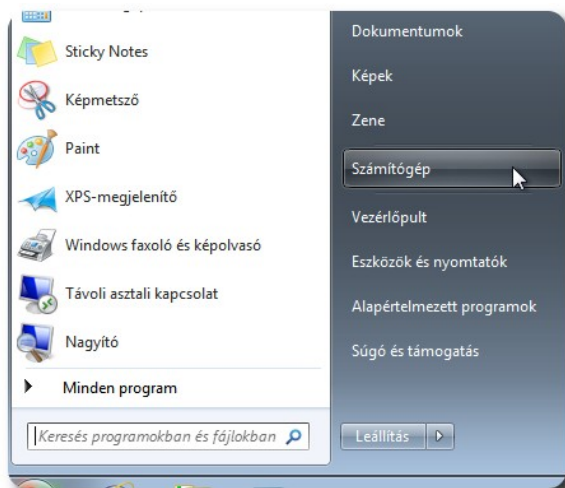 Sticky Notes
Képmetsző
Paint
XPS-megjelenítő
Windows faxoló és képolvasó
Távoli asztali kapcsolat
Nagyító
Minden program
Keresés programokban és fájlokban
Dokumentumok
Képek
Zene
Számítógép
Vezérlőpult
Eszközök és nyomtatók
Alapértelmezett programok
Súgó és támogatás
Leállítás